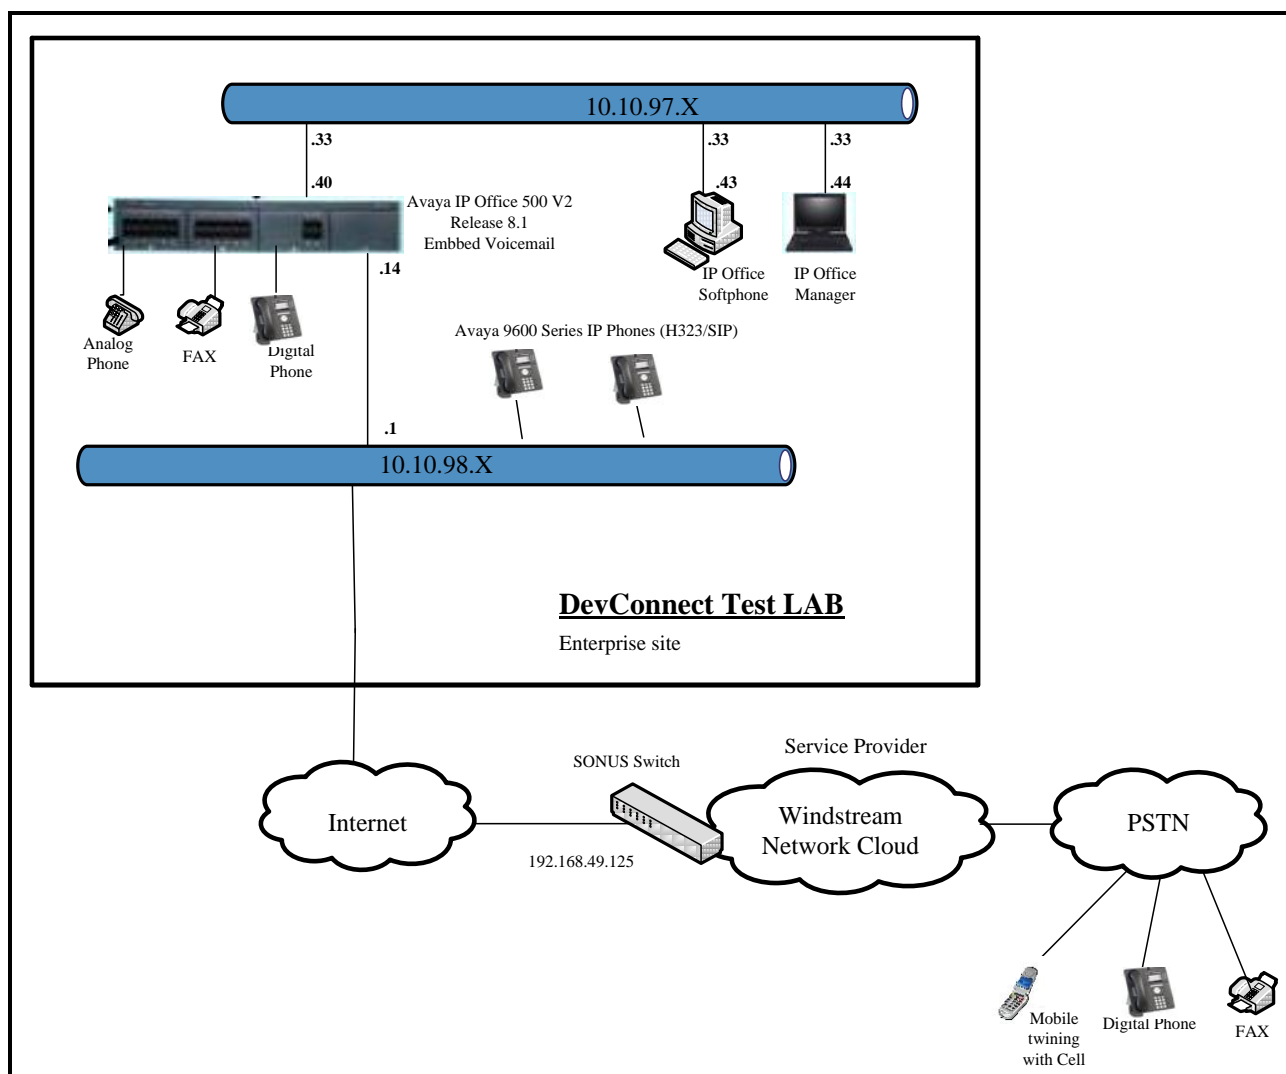 10.10.97.X
.33
.33
.33
.40
.43
.44
Avaya IP Office 500 V2
Release 8.1
Embbed Voicemail
.14
IP Office
Softphone
IP Office
Manager
Analog
Phone
FAX
Digital
Phone
Avaya 9600 Series IP Phones (H323/SIP)
.1
10.10.98.X
DevConnect Test LAB
Enterprise site
Service Provider
SONUS Switch
Internet
192.168.49.125
Windstream
Network Cloud
PSTN
Mobile
twining
with Cell
Digital Phone
FAX